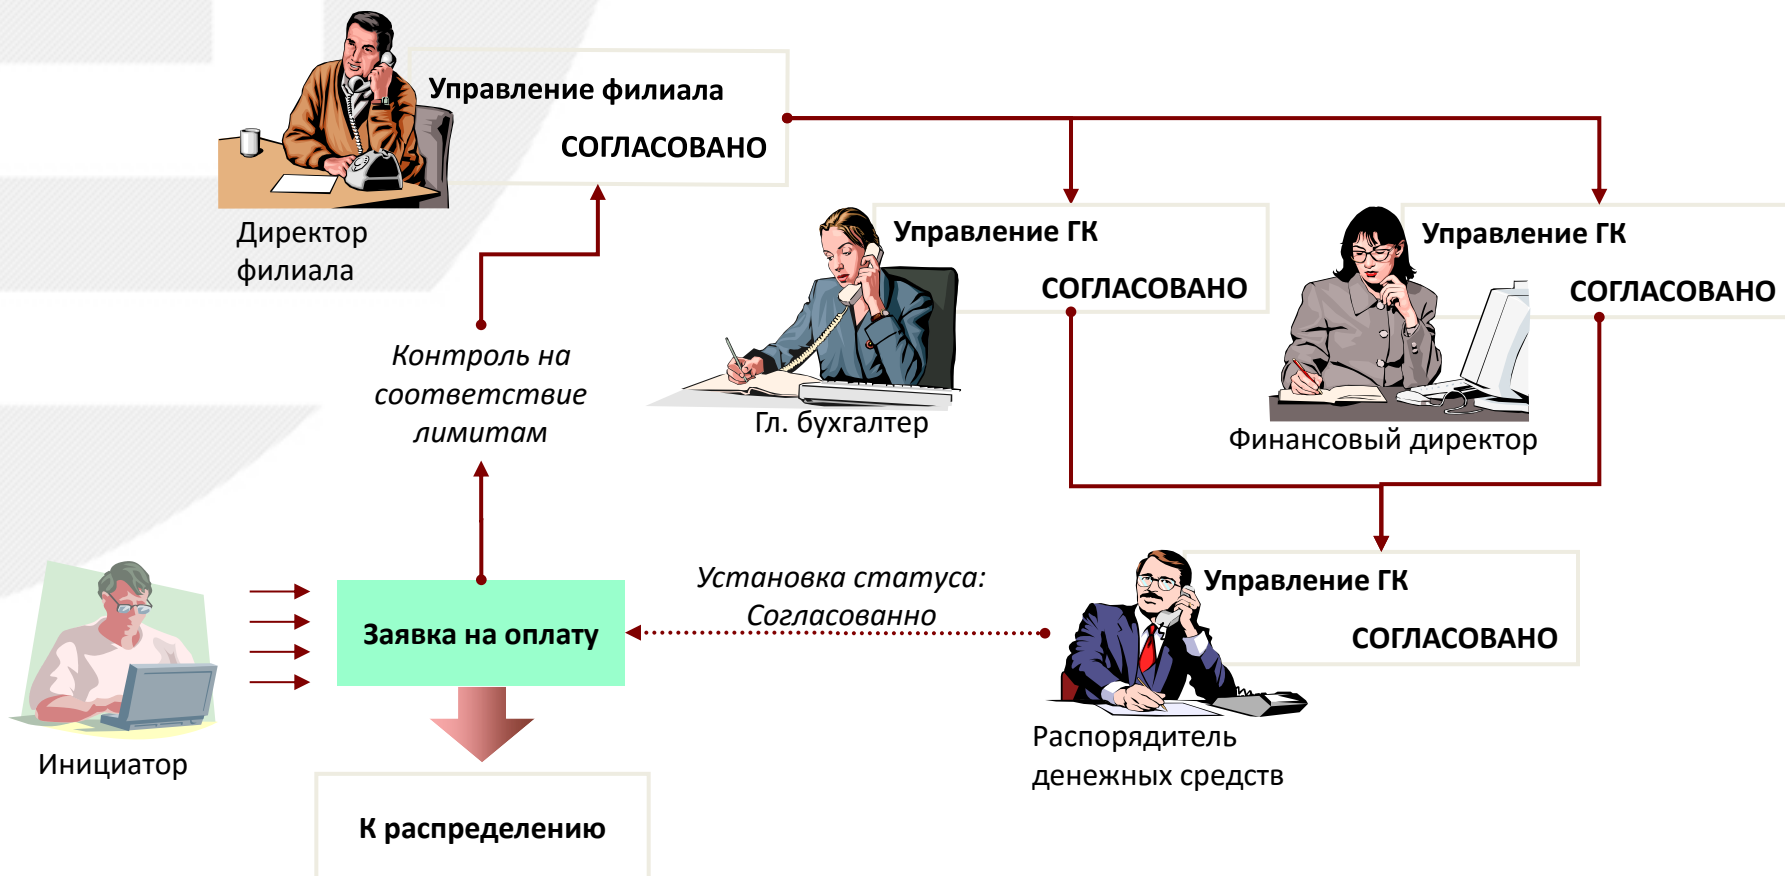 Управление филиала
СОГЛАСОВАНО
Директор
филиала
Управление ГК
СОГЛАСОВАНО
Гл. бухгалтер
Управление ГК
СОГЛАСОВАНО
Финансовый директор
Контроль на
соответствие
лимитам
Инициатор
Заявка на оплату
Установка статуса:
Согласованно
Управление ГК
СОГЛАСОВАНО
Распорядитель
денежных средств
К распределению